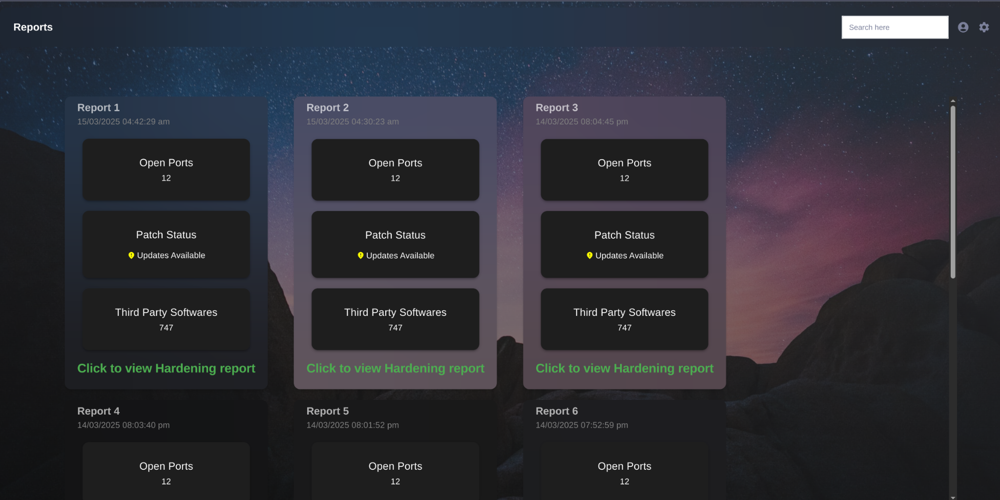 Reports
Search here
Report 1
15/03/2025 04:42:29 am
Open Ports
12
Patch Status
Updates Available
Third Party Softwares
747
Click to view Hardening report
Report 2
15/03/2025 04:30:23 am
Open Ports
12
Patch Status
Updates Available
Third Party Softwares
747
Click to view Hardening report
Report 3
14/03/2025 08:04:45 pm
Open Ports
12
Patch Status
Updates Available
Third Party Softwares
747
Click to view Hardening report
Report 4
14/03/2025 08:03:40 pm
Open Ports
12
Report 5
14/03/2025 08:01:52 pm
Open Ports
12
Report 6
14/03/2025 07:52:59 pm
Open Ports
12